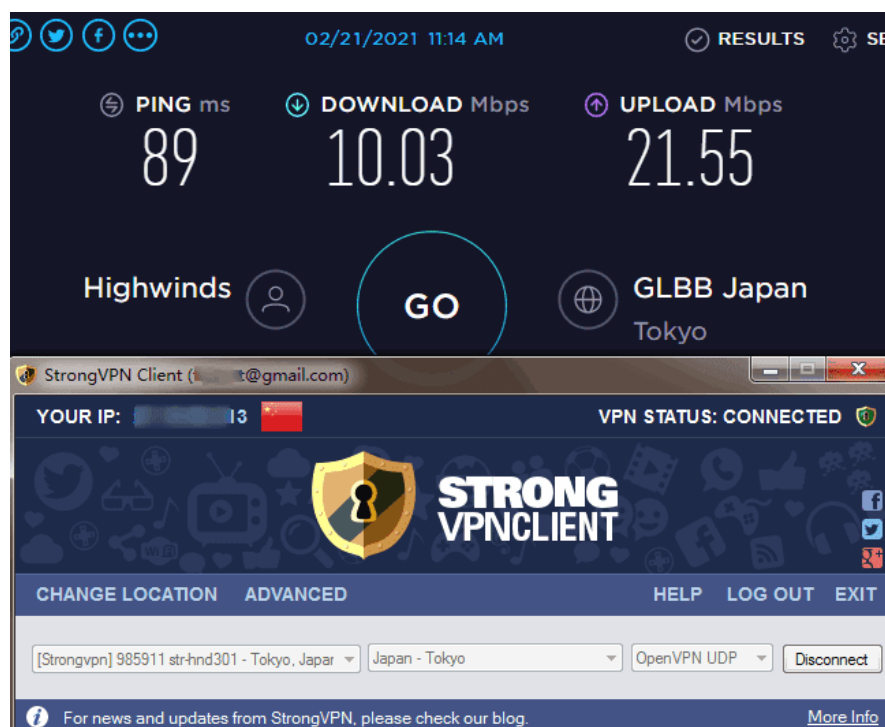 02/21/2021 11:14 AM
RESULTS
PING ms
DOWNLOAD Mbps
UPLOAD Mbps
89
10.03
21.55
Highwinds
GO
GLBB Japan
Tokyo
StrongVPN Client (t t@gmail.com)
YOUR IP: 13
VPN STATUS: CONNECTED
STRONG
VPNCLIENT
CHANGE LOCATION ADVANCED
HELP LOG OUT EXIT
[Strongvpn] 985911 str-hnd301 - Tokyo, Japar
Japan - Tokyo
OpenVPN UDP
Disconnect
For news and updates from StrongVPN, please check our blog.
More Info